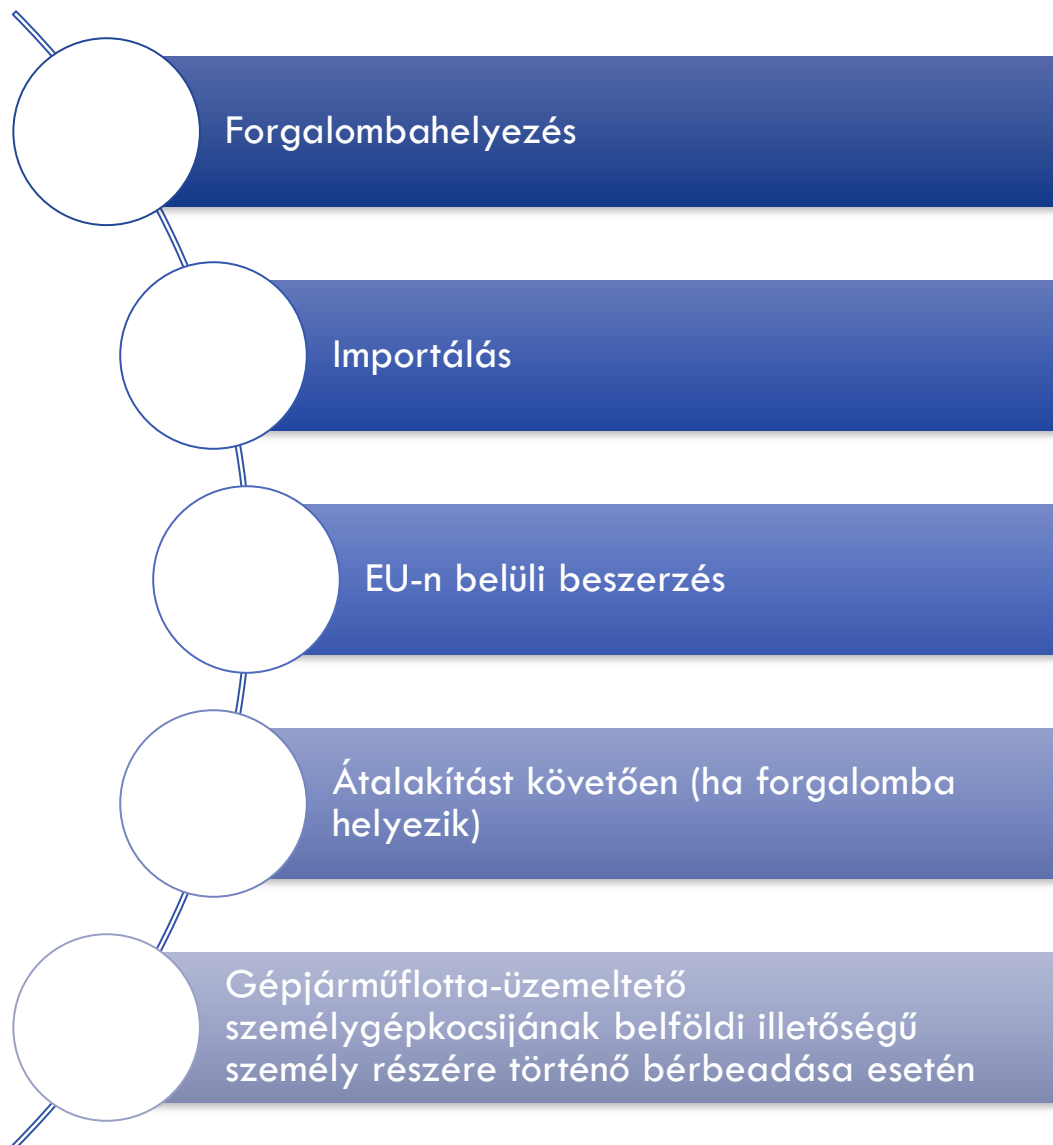 Forgalombahelyezés
Importálás
EU-n belüli beszerzés
Átalakítást követően (ha forgalomba
helyezik)
Gépjárműflotta-üzemeltető
személygépkocsijának belföldi illetőségű
személy részére történő bérbeadása esetén